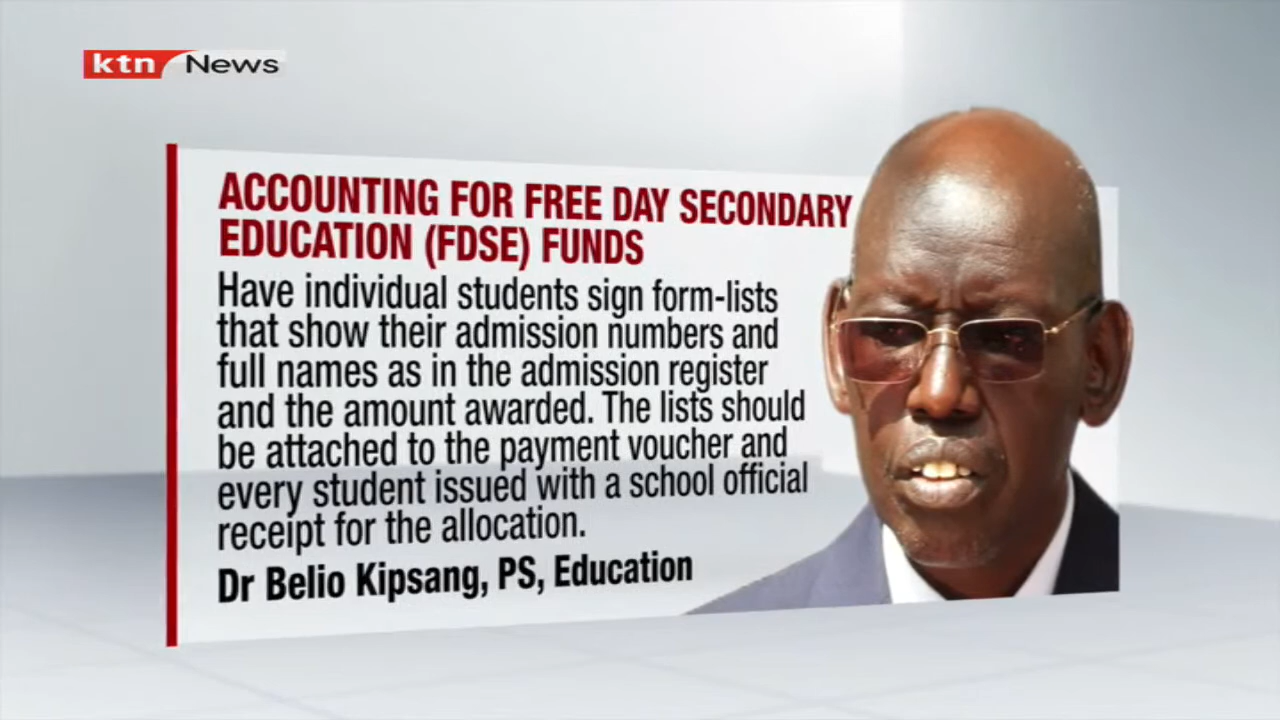 ktn News
ACCOUNTING FOR FREE DAY SECONDARY
EDUCATION (FDSE) FUNDS
Have individual students sign form-lists
that show their admission numbers and
full names as in the admission register
and the amount awarded. The lists should
be attached to the payment voucher and
every student issued with a school official
receipt for the allocation.
Dr Belio Kipsang, PS, Education